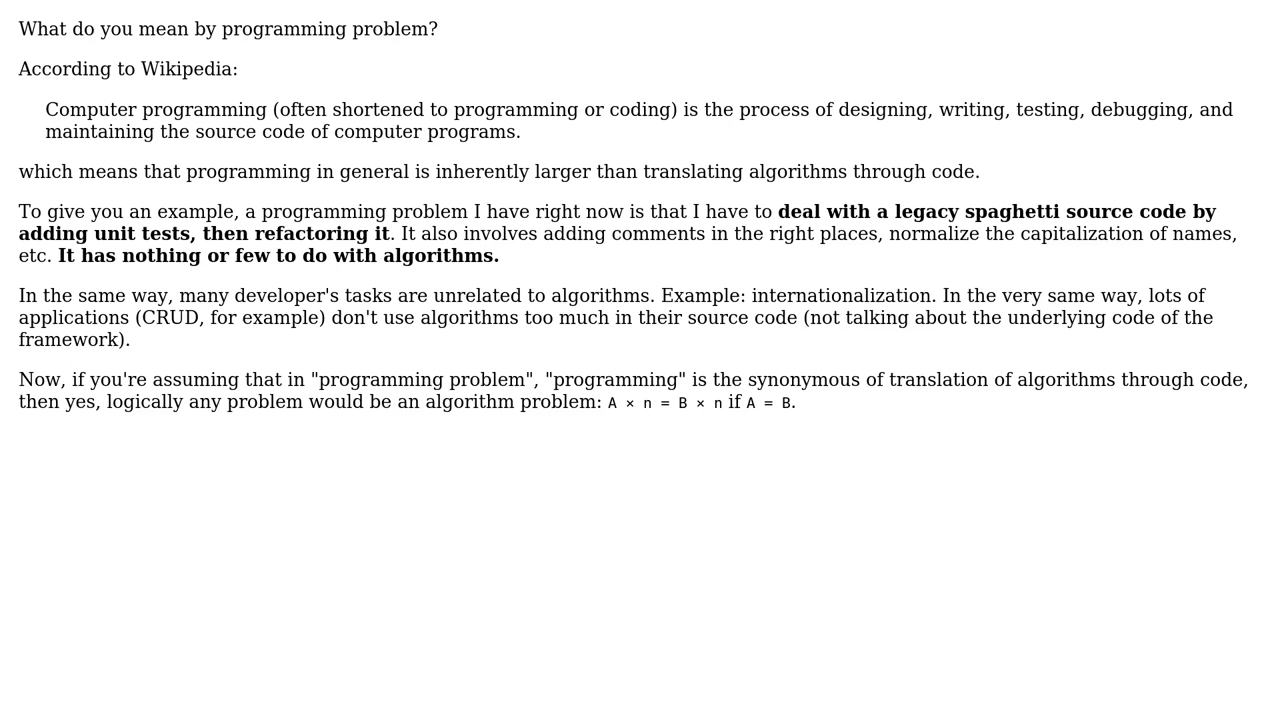 What do you mean by programming problem?
According to Wikipedia:
Computer programming (often shortened to programming or coding) is the process of designing, writing, testing, debugging, and
maintaining the source code of computer programs.
which means that programming in general is inherently larger than translating algorithms through code.
To give you an example, a programming problem I have right now is that I have to deal with a legacy spaghetti source code by
adding unit tests, then refactoring it. It also involves adding comments in the right places, normalize the capitalization of names,
etc. It has nothing or few to do with algorithms.
In the same way, many developer's tasks are unrelated to algorithms. Example: internationalization. In the very same way, lots of
applications (CRUD, for example) don't use algorithms too much in their source code (not talking about the underlying code of the
framework).
Now, if you're assuming that in "programming problem", "programming" is the synonymous of translation of algorithms through code,
then yes, logically any problem would be an algorithm problem: A × n = B × n if A = B.